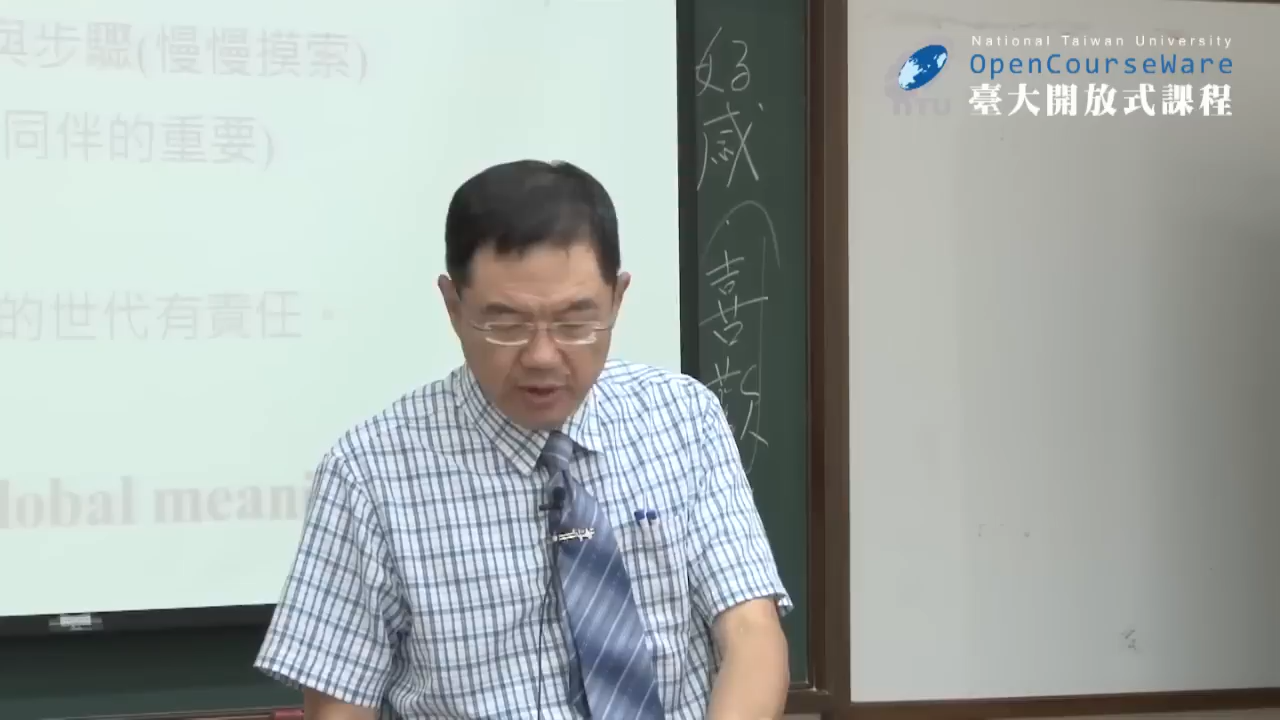 與步驟(慢慢摸索)
同伴的重要)
的世代有責任。
lobal meani
好感
喜歡
National Taiwan University
OpenCourseWare
臺大開放式課程
NTU